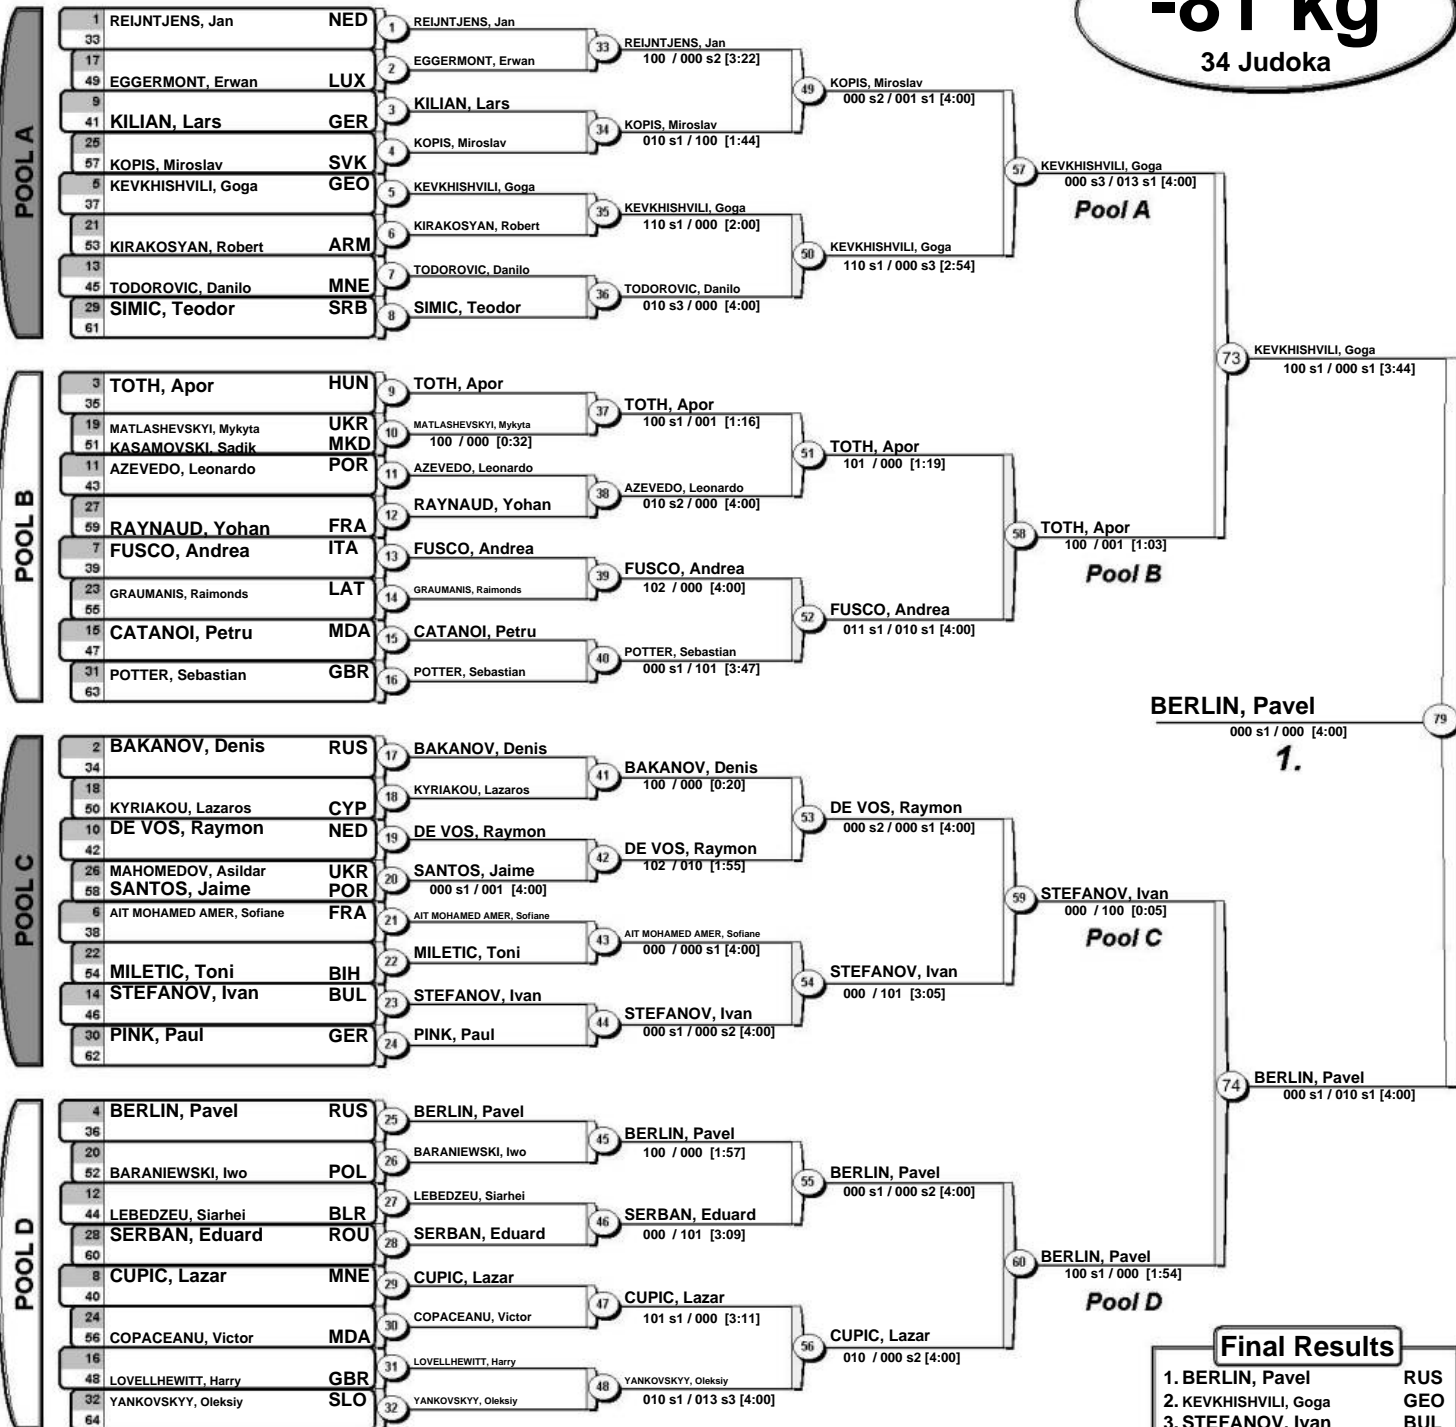 -81 kg
34 Judoka
POOL A
1 REIJNTJENS, Jan NED
33
17
49 EGGERMONT, Erwan LUX
9
41 KILIAN, Lars GER
25
57 KOPIS, Miroslav SVK
5 KEVKHISHVILI, Goga GEO
37
21
53 KIRAKOSYAN, Robert ARM
13
45 TODOROVIC, Danilo MNE
29 SIMIC, Teodor SRB
61
1 REIJNTJENS, Jan
2 EGGERMONT, Erwan
3 KILIAN, Lars
4 KOPIS, Miroslav
5 KEVKHISHVILI, Goga
6 KIRAKOSYAN, Robert
7 TODOROVIC, Danilo
8 SIMIC, Teodor
33 REIJNTJENS, Jan
100 / 000 s2 [3:22]
34 KOPIS, Miroslav
010 s1 / 100 [1:44]
35 KEVKHISHVILI, Goga
110 s1 / 000 [2:00]
36 TODOROVIC, Danilo
010 s3 / 000 [4:00]
49 KOPIS, Miroslav
000 s2 / 001 s1 [4:00]
50 KEVKHISHVILI, Goga
110 s1 / 000 s3 [2:54]
57 KEVKHISHVILI, Goga
000 s3 / 013 s1 [4:00]
Pool A
POOL B
3 TOTH, Apor HUN
35
19 MATLASHEVSKYI, Mykyta UKR
51 KASAMOVSKI, Sadik MKD
11 AZEVEDO, Leonardo POR
43
27
59 RAYNAUD, Yohan FRA
7 FUSCO, Andrea ITA
39
23 GRAUMANIS, Raimonds LAT
55
15 CATANOI, Petru MDA
47
31 POTTER, Sebastian GBR
63
9 TOTH, Apor
10 MATLASHEVSKYI, Mykyta
100 / 000 [0:32]
11 AZEVEDO, Leonardo
12 RAYNAUD, Yohan
13 FUSCO, Andrea
14 GRAUMANIS, Raimonds
15 CATANOI, Petru
16 POTTER, Sebastian
37 TOTH, Apor
100 s1 / 001 [1:16]
38 AZEVEDO, Leonardo
010 s2 / 000 [4:00]
39 FUSCO, Andrea
102 / 000 [4:00]
40 POTTER, Sebastian
000 s1 / 101 [3:47]
51 TOTH, Apor
101 / 000 [1:19]
52 FUSCO, Andrea
011 s1 / 010 s1 [4:00]
58 TOTH, Apor
100 / 001 [1:03]
Pool B
73 KEVKHISHVILI, Goga
100 s1 / 000 s1 [3:44]
BERLIN, Pavel 79
000 s1 / 000 [4:00]
1.
POOL C
2 BAKANOV, Denis RUS
34
18
50 KYRIAKOU, Lazaros CYP
10 DE VOS, Raymon NED
42
26 MAHOMEDOV, Asildar UKR
58 SANTOS, Jaime POR
6 AIT MOHAMED AMER, Sofiane FRA
38
22
54 MILETIC, Toni BIH
14 STEFANOV, Ivan BUL
46
30 PINK, Paul GER
62
17 BAKANOV, Denis
18 KYRIAKOU, Lazaros
19 DE VOS, Raymon
20 SANTOS, Jaime
000 s1 / 001 [4:00]
21 AIT MOHAMED AMER, Sofiane
22 MILETIC, Toni
23 STEFANOV, Ivan
24 PINK, Paul
41 BAKANOV, Denis
100 / 000 [0:20]
42 DE VOS, Raymon
102 / 010 [1:55]
43 AIT MOHAMED AMER, Sofiane
000 / 000 s1 [4:00]
44 STEFANOV, Ivan
000 s1 / 000 s2 [4:00]
53 DE VOS, Raymon
000 s2 / 000 s1 [4:00]
54 STEFANOV, Ivan
000 / 101 [3:05]
59 STEFANOV, Ivan
000 / 100 [0:05]
Pool C
POOL D
4 BERLIN, Pavel RUS
36
20
52 BARANIEWSKI, Iwo POL
12
44 LEBEDZEU, Siarhei BLR
28 SERBAN, Eduard ROU
60
8 CUPIC, Lazar MNE
40
24
56 COPACEANU, Victor MDA
16
48 LOVELLHEWITT, Harry GBR
32 YANKOVSKYY, Oleksiy SLO
64
25 BERLIN, Pavel
26 BARANIEWSKI, Iwo
27 LEBEDZEU, Siarhei
28 SERBAN, Eduard
29 CUPIC, Lazar
30 COPACEANU, Victor
31 LOVELLHEWITT, Harry
32 YANKOVSKYY, Oleksiy
45 BERLIN, Pavel
100 / 000 [1:57]
46 SERBAN, Eduard
000 / 101 [3:09]
47 CUPIC, Lazar
101 s1 / 000 [3:11]
48 YANKOVSKYY, Oleksiy
010 s1 / 013 s3 [4:00]
55 BERLIN, Pavel
000 s1 / 000 s2 [4:00]
56 CUPIC, Lazar
010 / 000 s2 [4:00]
60 BERLIN, Pavel
100 s1 / 000 [1:54]
Pool D
74 BERLIN, Pavel
000 s1 / 010 s1 [4:00]
Final Results
1. BERLIN, Pavel RUS
2. KEVKHISHVILI, Goga GEO
3. STEFANOV, Ivan BUL